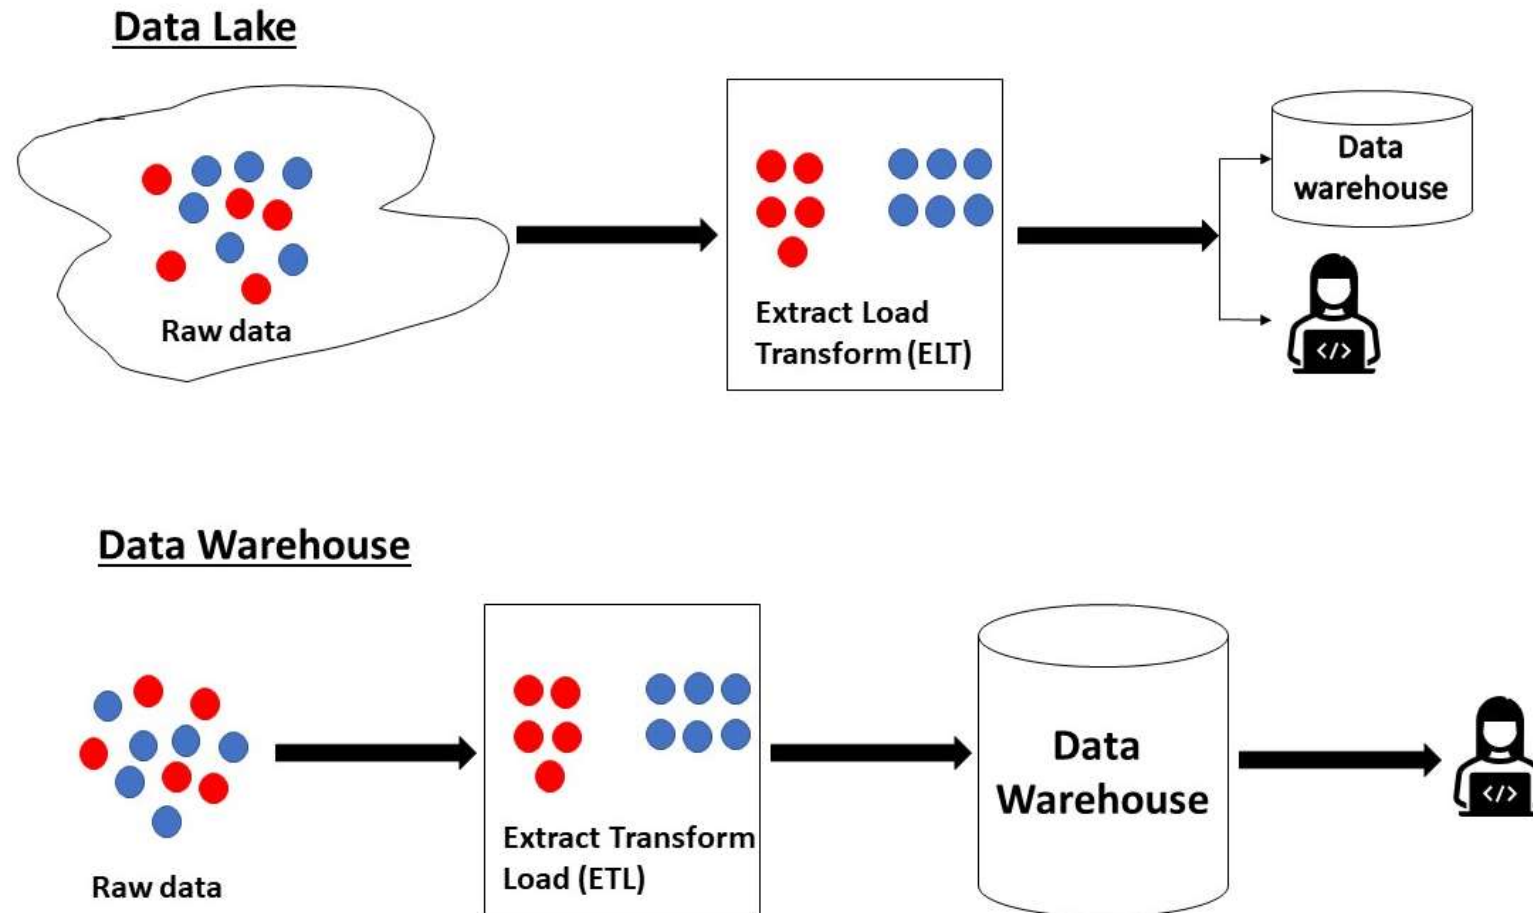 Data Lake
Raw data
Extract Load
Transform (ELT)
Data
warehouse
</>
Data Warehouse
Raw data
Extract Transform
Load (ETL)
Data
Warehouse
</>